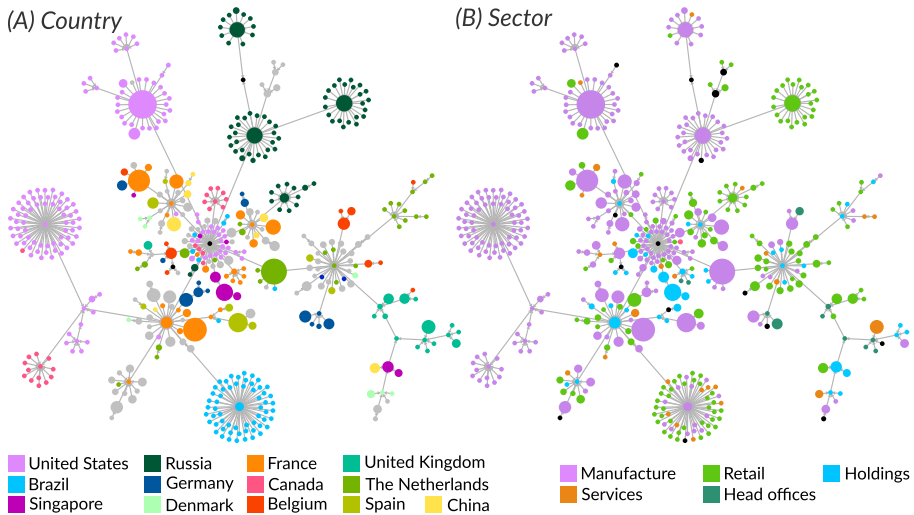 (A) Country
(B) Sector
United States
Russia
France
United Kingdom
Brazil
Germany
Canada
The Netherlands
Singapore
Denmark
Belgium
Spain
China
Manufacture
Retail
Holdings
Services
Head offices